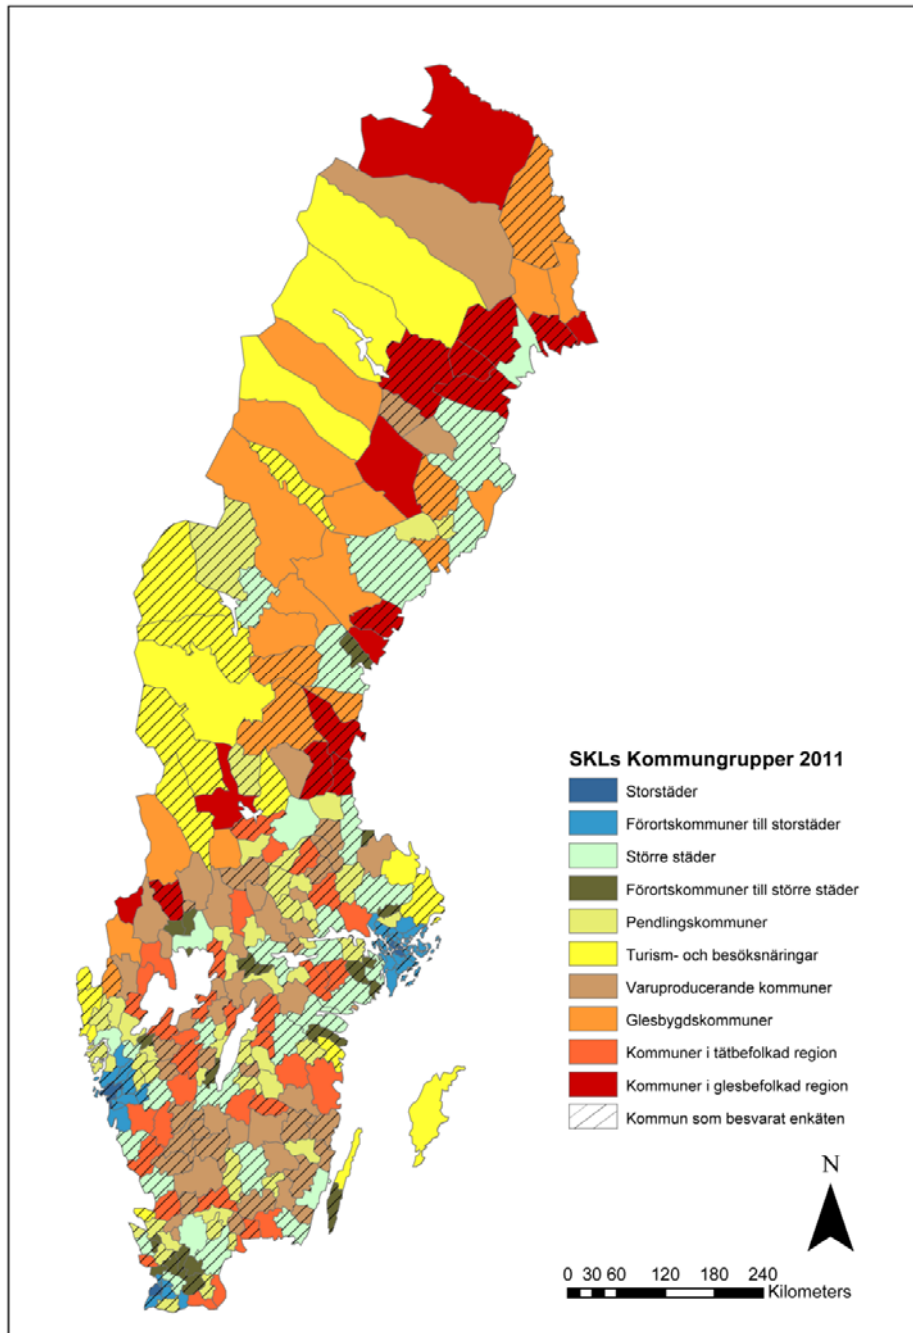 SKLs Kommungrupper 2011
Storstäder
Förortskommuner till storstäder
Större städer
Förortskommuner till större städer
Pendlingskommuner
Turism- och besöksnäringar
Varuproducerande kommuner
Glesbygdskommuner
Kommuner i tätbefolkad region
Kommuner i glesbefolkad region
Kommun som besvarat enkäten
N
0 30 60 120 180 240
Kilometers